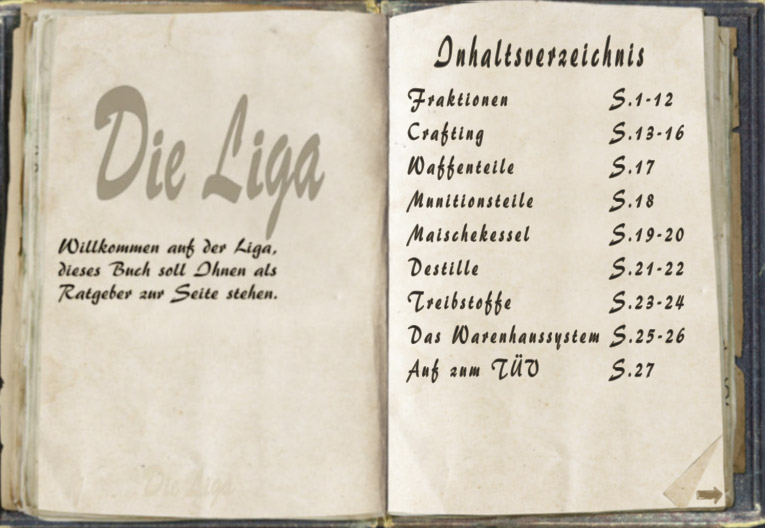 Die Liga
Willkommen auf der Liga,
dieses Buch soll Ihnen als
Ratgeber zur Seite stehen.
Die Liga
Inhaltsverzeichnis
Fraktionen S.1-12
Crafting S.13-16
Waffenteile S.17
Munitionsteile S.18
Maischekessel S.19-20
Destille S.21-22
Treibstoffe S.23-24
Das Warenhaussystem S.25-26
Auf zum TÜV S.27